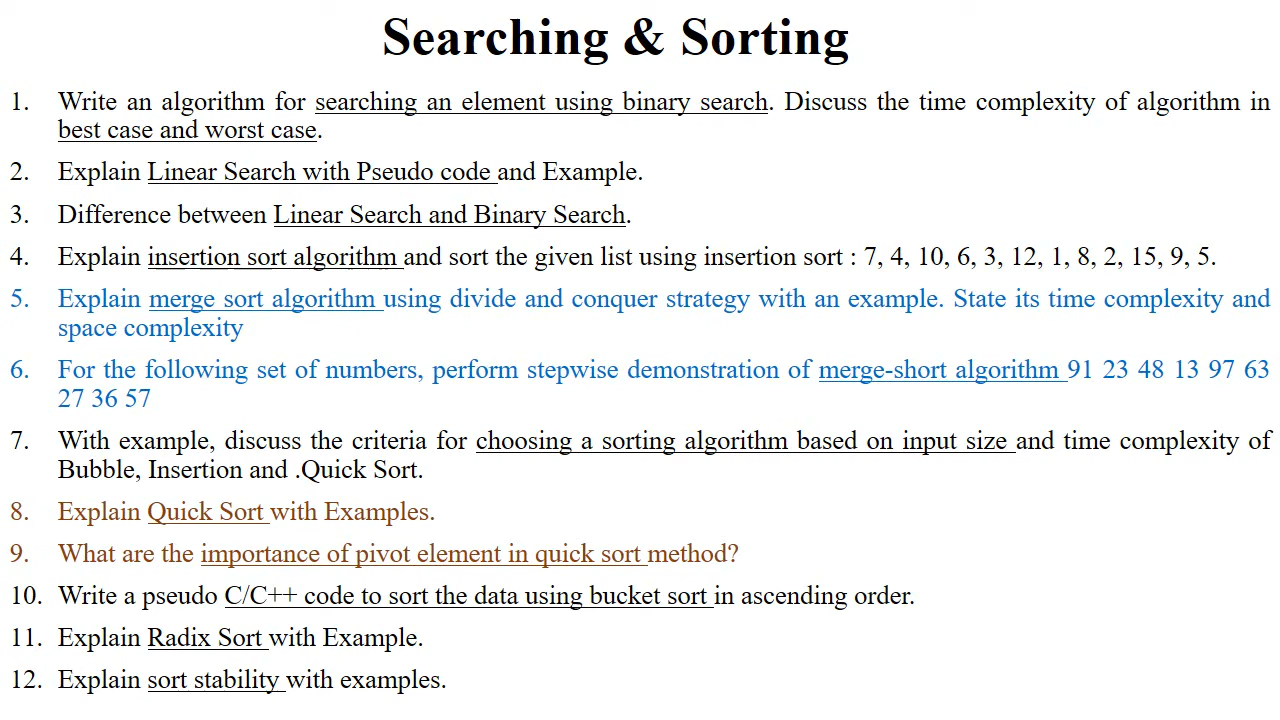 Searching & Sorting
1. Write an algorithm for searching an element using binary search. Discuss the time complexity of algorithm in
best case and worst case.
2. Explain Linear Search with Pseudo code and Example.
3. Difference between Linear Search and Binary Search.
4. Explain insertion sort algorithm and sort the given list using insertion sort : 7, 4, 10, 6, 3, 12, 1, 8, 2, 15, 9, 5.
5. Explain merge sort algorithm using divide and conquer strategy with an example. State its time complexity and
space complexity
6. For the following set of numbers, perform stepwise demonstration of merge-short algorithm 91 23 48 13 97 63
27 36 57
7. With example, discuss the criteria for choosing a sorting algorithm based on input size and time complexity of
Bubble, Insertion and .Quick Sort.
8. Explain Quick Sort with Examples.
9. What are the importance of pivot element in quick sort method?
10. Write a pseudo C/C++ code to sort the data using bucket sort in ascending order.
11. Explain Radix Sort with Example.
12. Explain sort stability with examples.